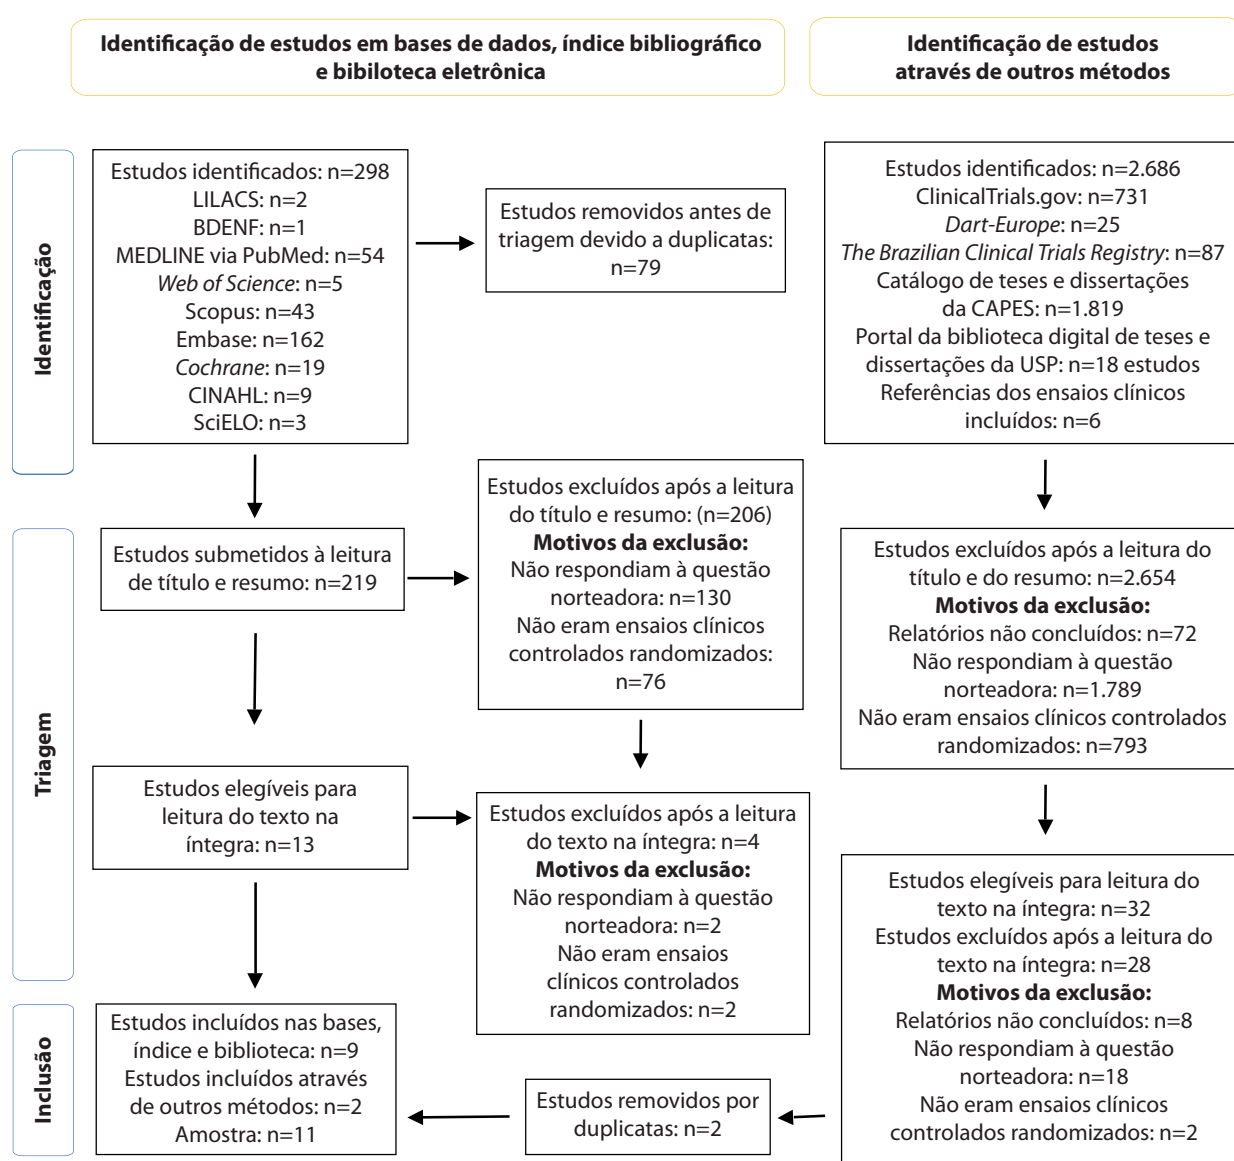 Identificação de estudos em bases de dados, índice bibliográfico
e bibiloteca eletrônica
Identificação de estudos
através de outros métodos
Identificação
Estudos identificados: n=298
LILACS: n=2
BDENF: n=1
MEDLINE via PubMed: n=54
Web of Science: n=5
Scopus: n=43
Embase: n=162
Cochrane: n=19
CINAHL: n=9
SciELO: n=3
Estudos removidos antes de
triagem devido a duplicatas:
n=79
Estudos identificados: n=2.686
ClinicalTrials.gov: n=731
Dart-Europe: n=25
The Brazilian Clinical Trials Registry: n=87
Catálogo de teses e dissertações
da CAPES: n=1.819
Portal da biblioteca digital de teses e
dissertações da USP: n=18 estudos
Referências dos ensaios clínicos
incluídos: n=6
Triagem
Estudos submetidos à leitura
de título e resumo: n=219
Estudos excluídos após a leitura
do título e resumo: (n=206)
Motivos da exclusão:
Não respondiam à questão
norteadora: n=130
Não eram ensaios clínicos
controlados randomizados:
n=76
Estudos excluídos após a leitura do
título e do resumo: n=2.654
Motivos da exclusão:
Relatórios não concluídos: n=72
Não respondiam à questão
norteadora: n=1.789
Não eram ensaios clínicos controlados
randomizados: n=793
Estudos elegíveis para
leitura do texto na
íntegra: n=13
Estudos excluídos após a leitura
do texto na íntegra: n=4
Motivos da exclusão:
Não respondiam à questão
norteadora: n=2
Não eram ensaios
clínicos controlados
randomizados: n=2
Estudos elegíveis para leitura do
texto na íntegra: n=32
Estudos excluídos após a leitura do
texto na íntegra: n=28
Motivos da exclusão:
Relatórios não concluídos: n=8
Não respondiam à questão
norteadora: n=18
Não eram ensaios clínicos
controlados randomizados: n=2
Inclusão
Estudos incluídos nas bases,
índice e biblioteca: n=9
Estudos incluídos através
de outros métodos: n=2
Amostra: n=11
Estudos removidos por
duplicatas: n=2